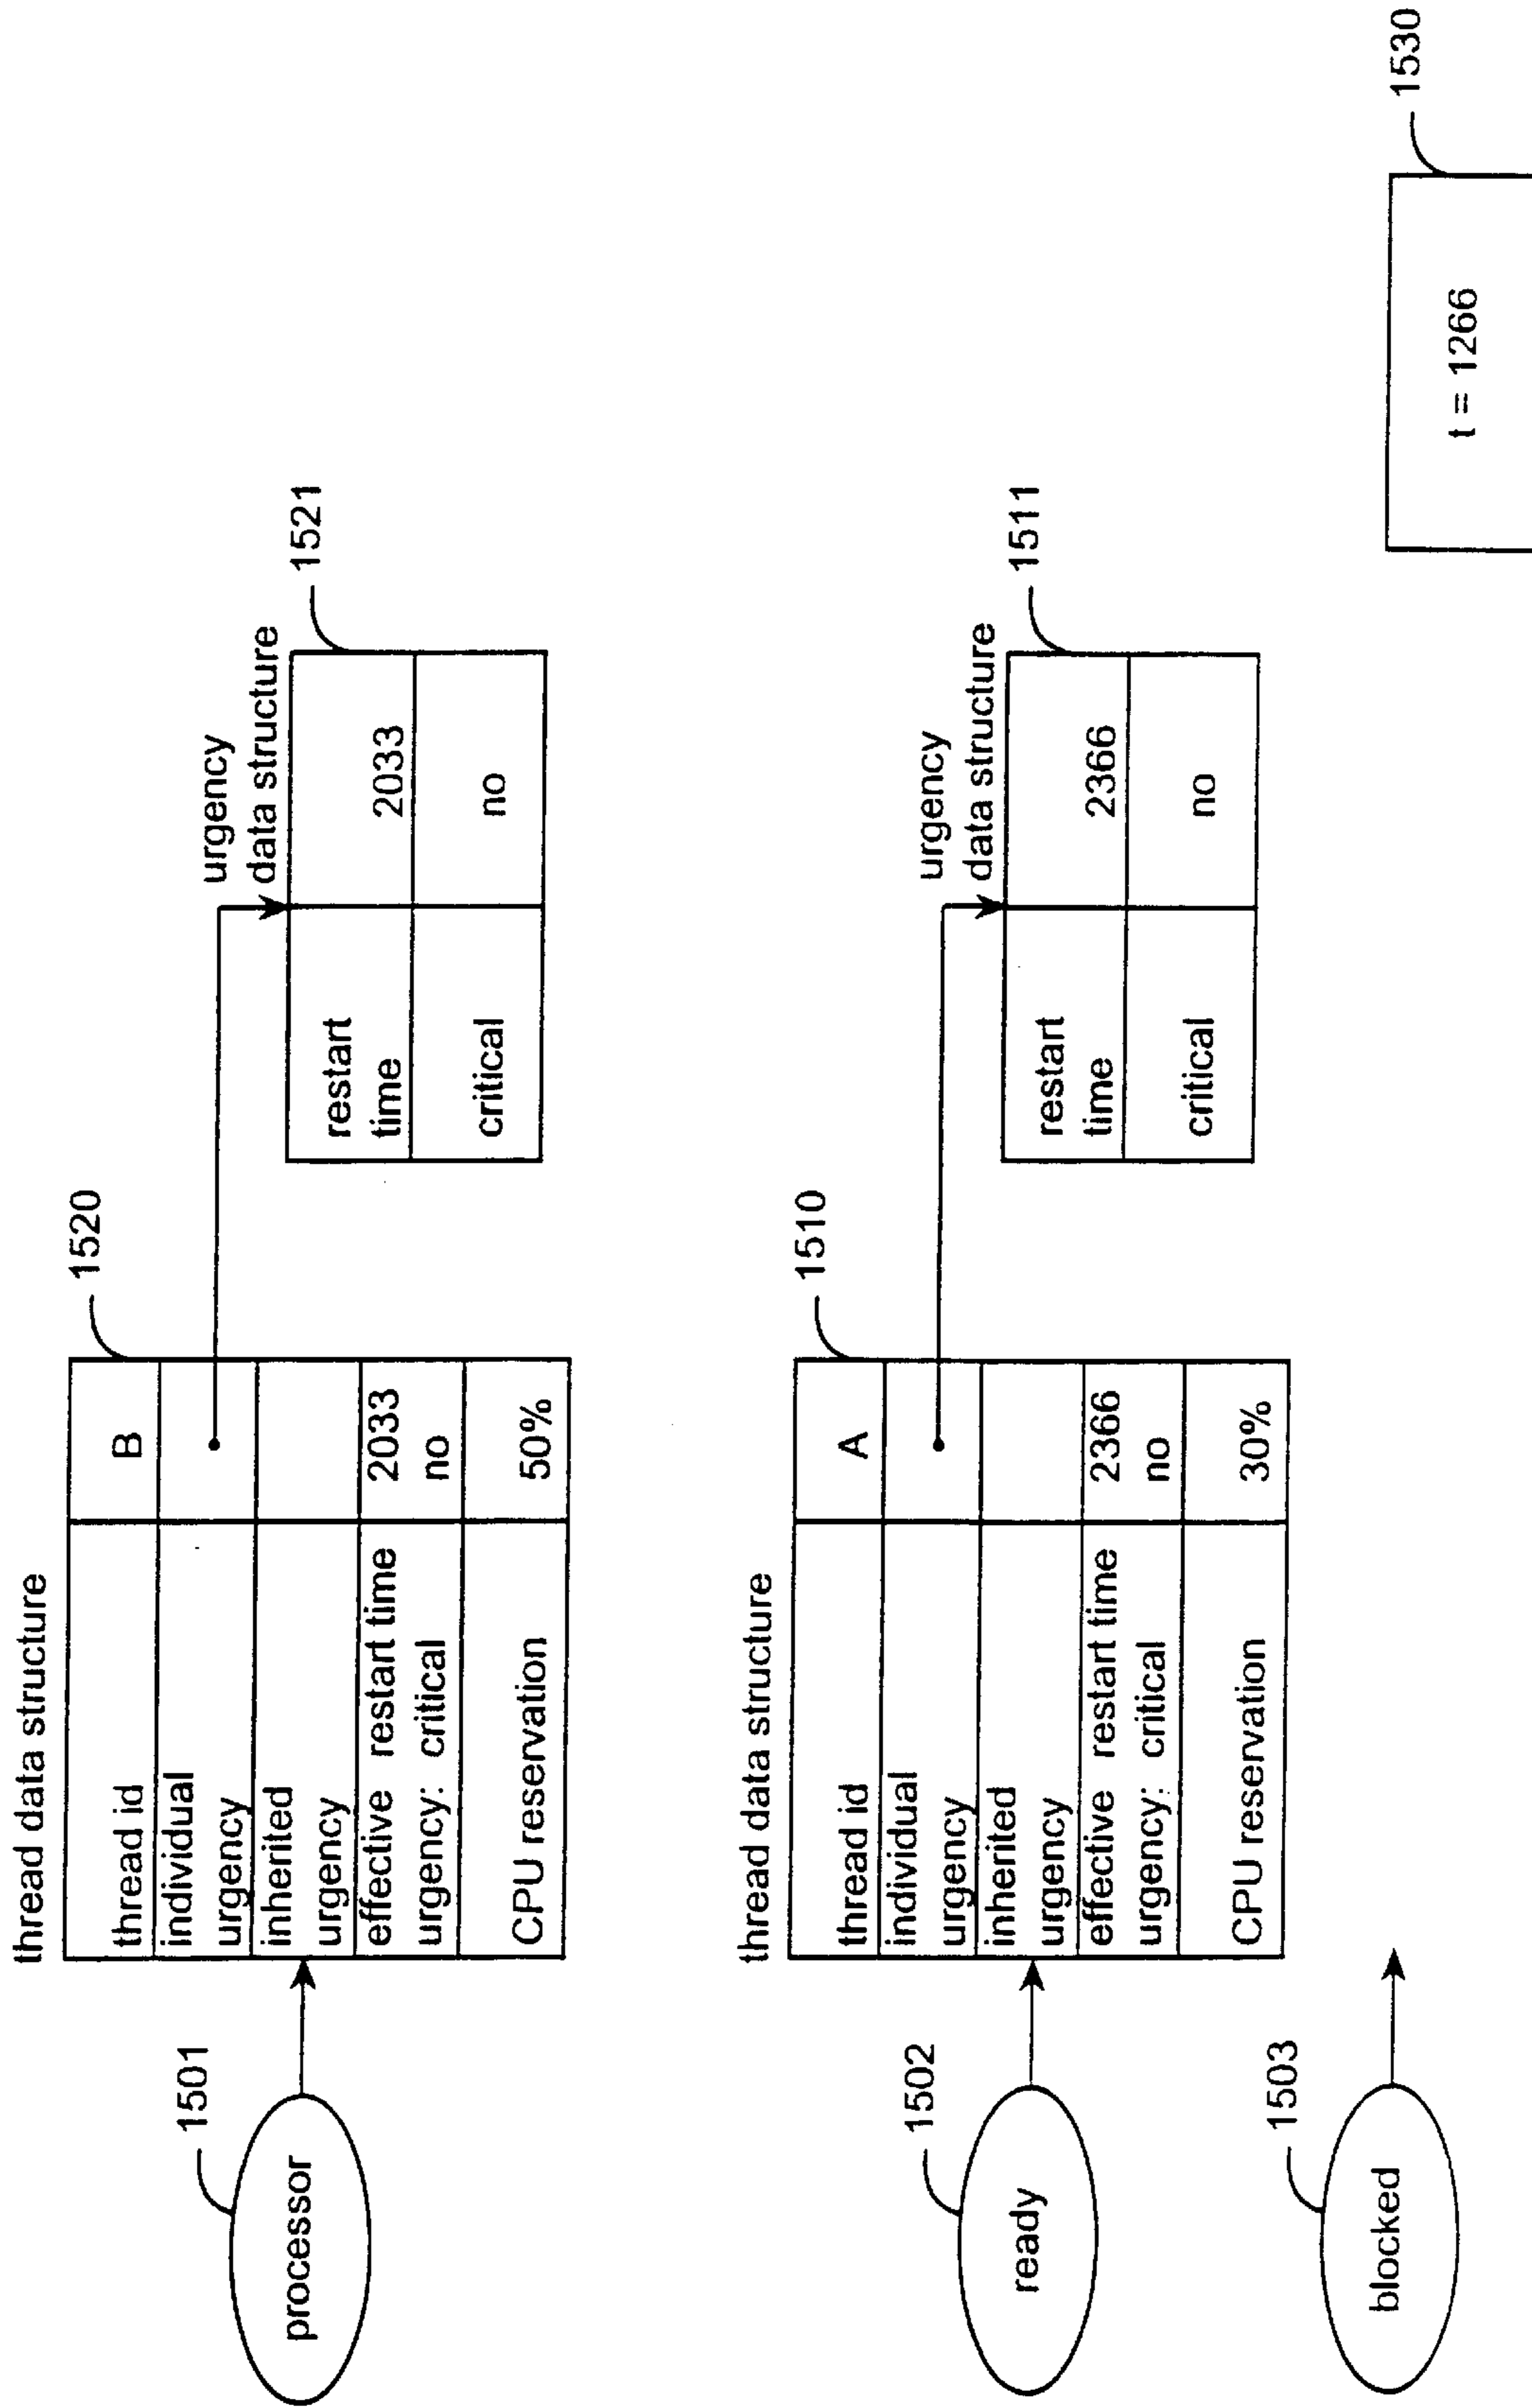 thread data structure
1520
thread id B
individual
urgency
inherited
urgency
effective restart time 2033
urgency: critical no
CPU reservation 50%
1501
processor
urgency
data structure
1521
restart
time 2033
critical no
thread data structure
1510
thread id A
individual
urgency
inherited
urgency
effective restart time 2366
urgency: critical no
CPU reservation 30%
1502
ready
urgency
data structure
1511
restart
time 2366
critical no
1503
blocked
1530
t = 1266